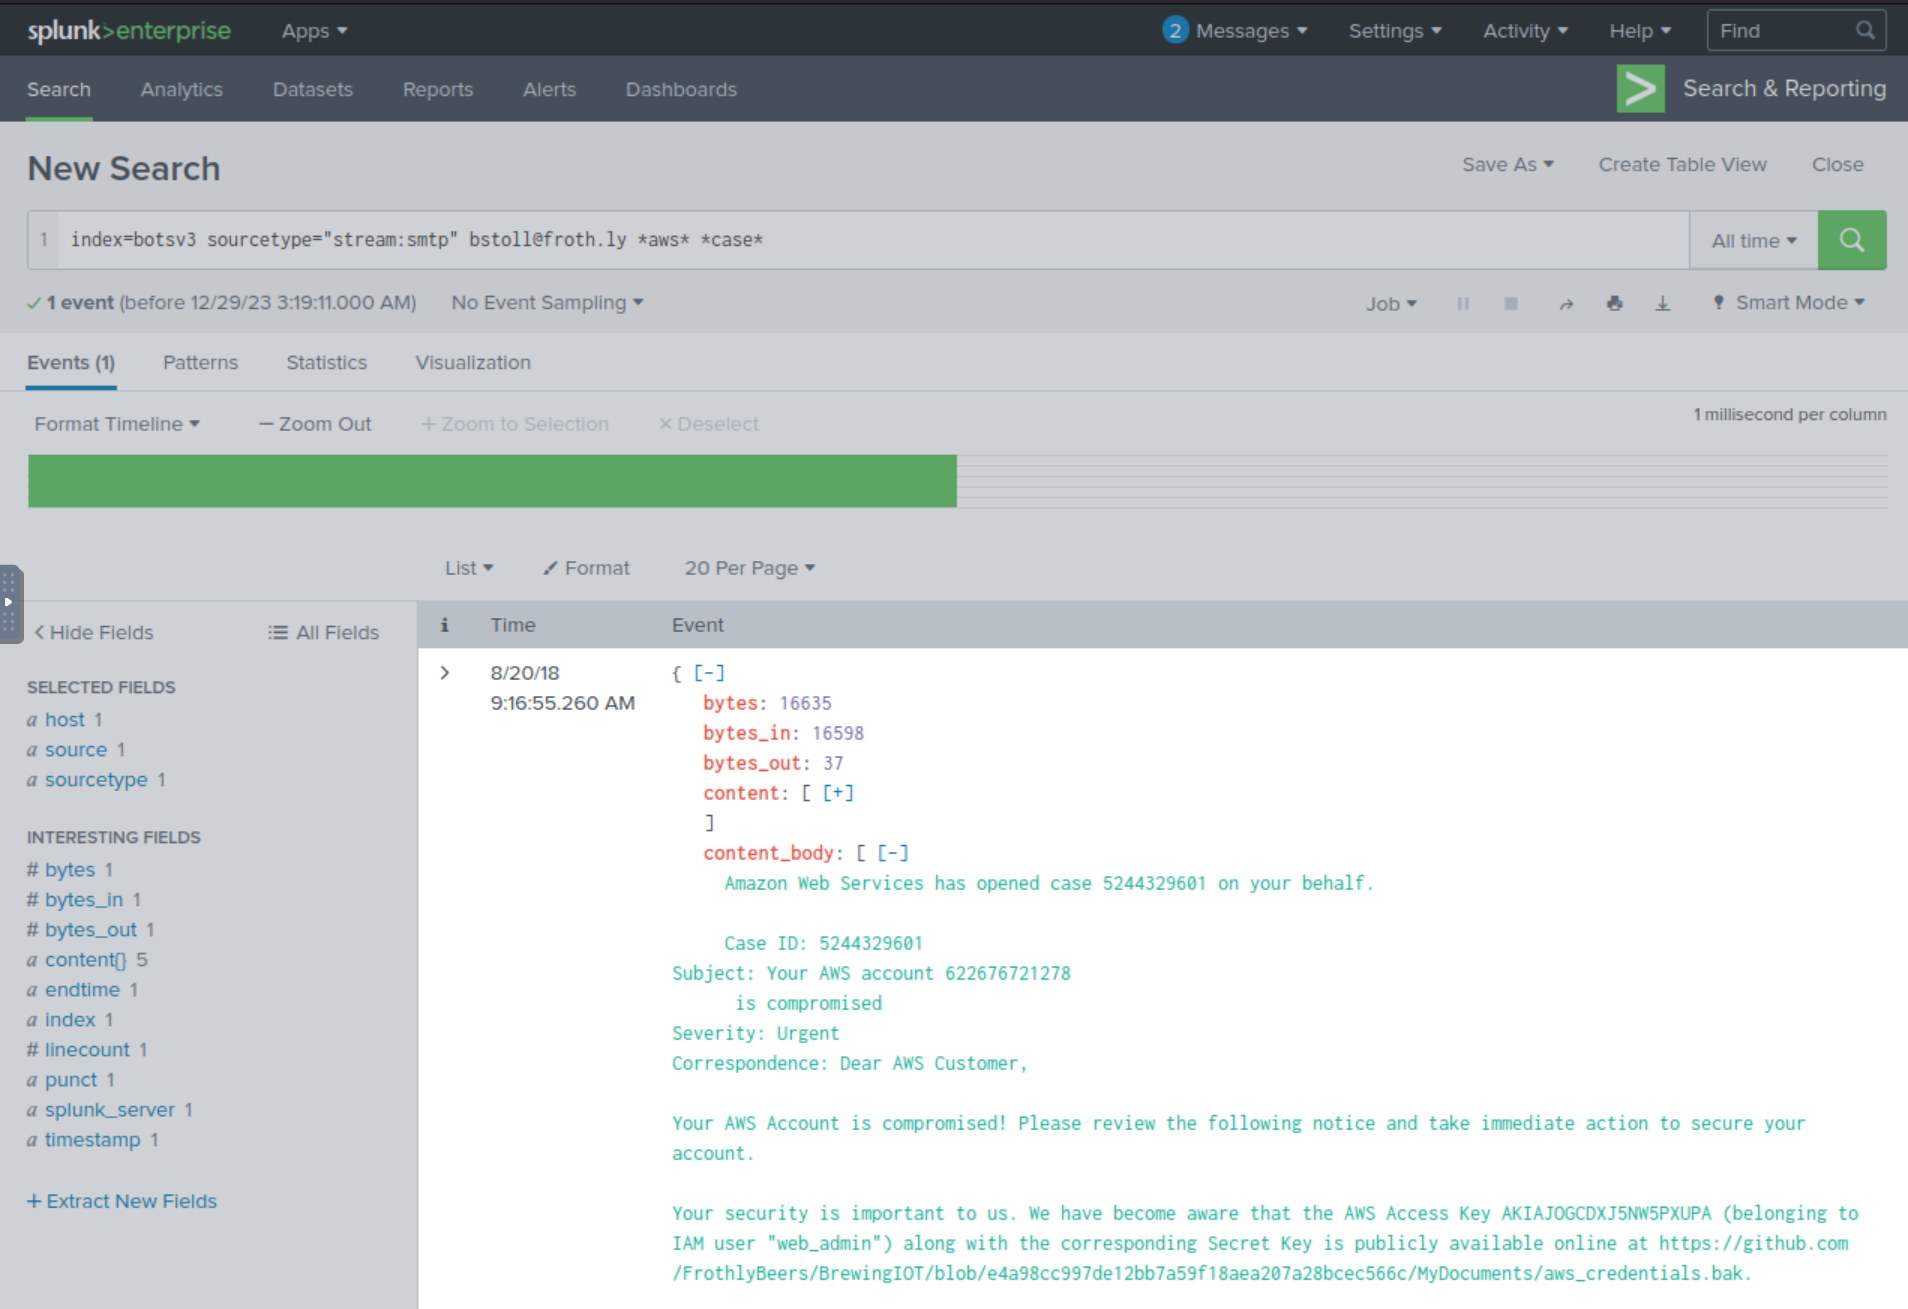 splunk>enterprise Apps 2 Messages Settings Activity Help Find
Search Analytics Datasets Reports Alerts Dashboards Search & Reporting
New Search Save As Create Table View Close
1 index=botsv3 sourcetype="stream:smtp" bstoll@froth.ly *aws* *case* All time
1 event (before 12/29/23 3:19:11.000 AM) No Event Sampling Job Smart Mode
Events (1) Patterns Statistics Visualization
Format Timeline — Zoom Out + Zoom to Selection × Deselect 1 millisecond per column
List Format 20 Per Page
< Hide Fields All Fields
SELECTED FIELDS
a host 1
a source 1
a sourcetype 1
INTERESTING FIELDS
# bytes 1
# bytes_in 1
# bytes_out 1
a content{} 5
a endtime 1
a index 1
# linecount 1
a punct 1
a splunk_server 1
a timestamp 1
+ Extract New Fields
i Time Event
> 8/20/18 { [-]
9:16:55.260 AM bytes: 16635
bytes_in: 16598
bytes_out: 37
content: [ [+]
]
content_body: [ [-]
Amazon Web Services has opened case 5244329601 on your behalf.
Case ID: 5244329601
Subject: Your AWS account 622676721278
is compromised
Severity: Urgent
Correspondence: Dear AWS Customer,
Your AWS Account is compromised! Please review the following notice and take immediate action to secure your
account.
Your security is important to us. We have become aware that the AWS Access Key AKIAJOGCDXJ5NW5PXUPA (belonging to
IAM user "web_admin") along with the corresponding Secret Key is publicly available online at https://github.com
/FrothlyBeers/BrewingIOT/blob/e4a98cc997de12bb7a59f18aea207a28bcec566c/MyDocuments/aws_credentials.bak.